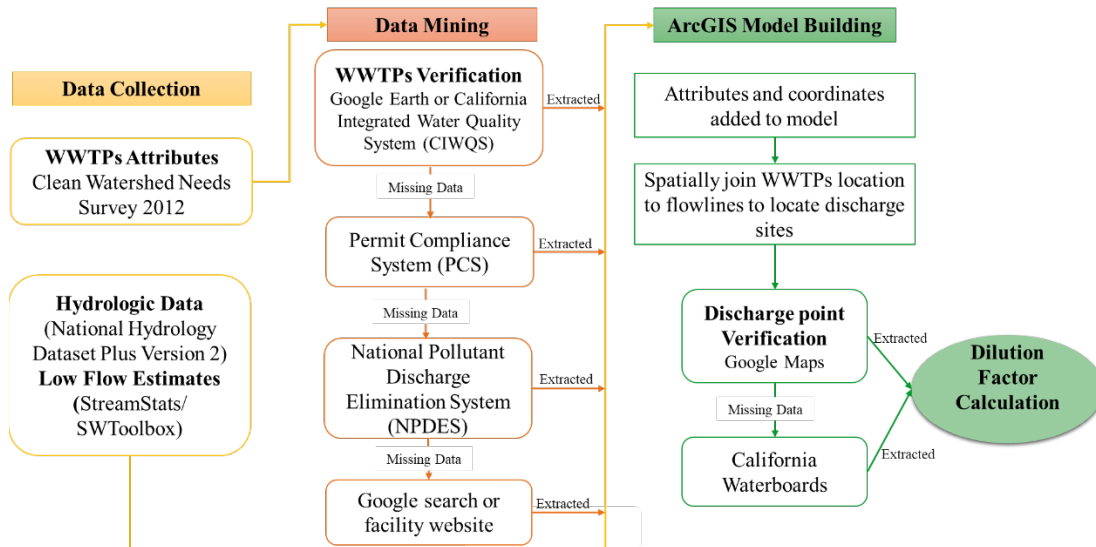 Data Collection
WWTPs Attributes
Clean Watershed Needs
Survey 2012
Hydrologic Data
(National Hydrology
Dataset Plus Version 2)
Low Flow Estimates
(StreamStats/
SWToolbox)
Data Mining
WWTPs Verification
Google Earth or California
Integrated Water Quality
System (CIWQS)
Extracted
Missing Data
Permit Compliance
System (PCS)
Extracted
Missing Data
National Pollutant
Discharge
Elimination System
(NPDES)
Extracted
Missing Data
Google search or
facility website
Extracted
ArcGIS Model Building
Attributes and coordinates
added to model
Spatially join WWTPs location
to flowlines to locate discharge
sites
Discharge point
Verification
Google Maps
Extracted
Missing Data
California
Waterboards
Extracted
Dilution
Factor
Calculation